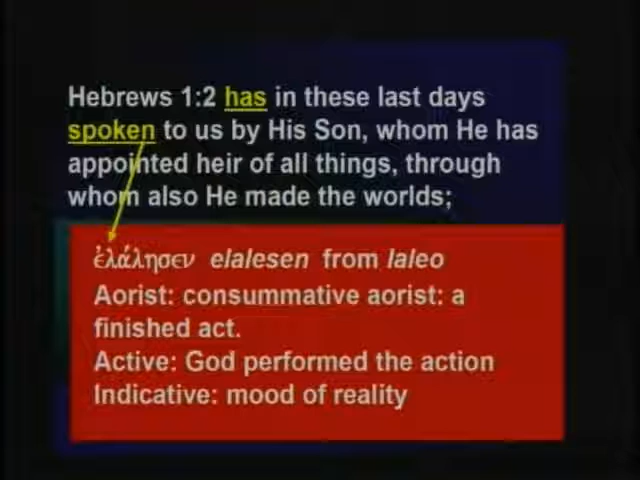 Hebrews 1:2 has in these last days
spoken to us by His Son, whom He has
appointed heir of all things, through
whom also He made the worlds;
ἐλάλησεν elalesen from laleo
Aorist: consummative aorist: a
finished act.
Active: God performed the action
Indicative: mood of reality